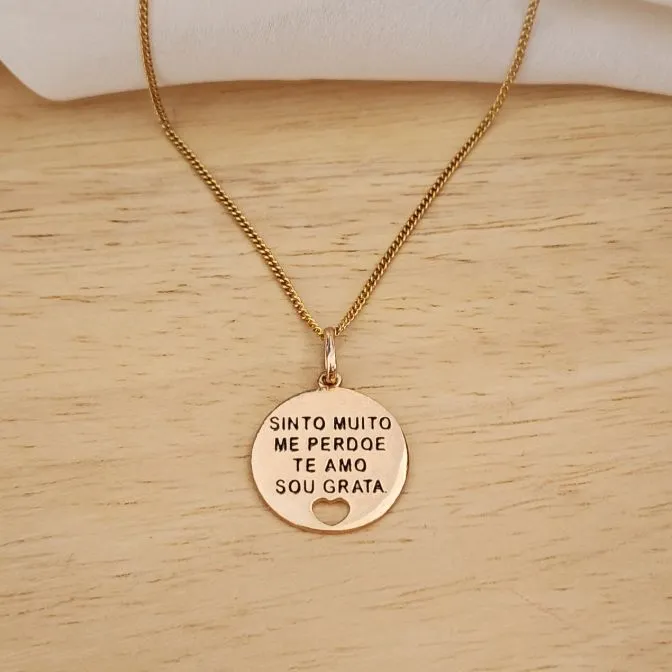 SINTO MUITO
ME PERDOE
TE AMO
SOU GRATA.